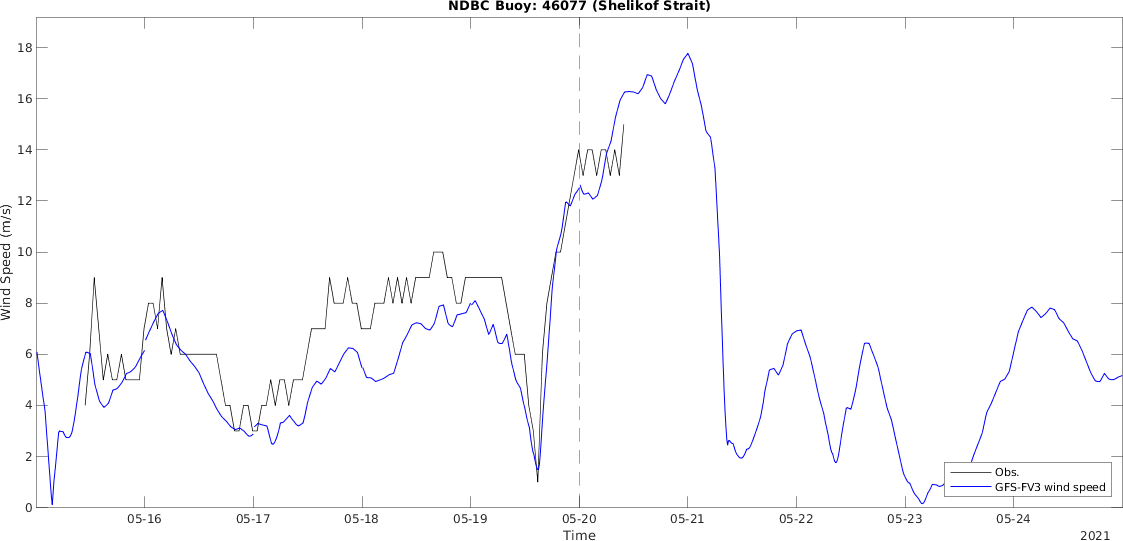 NDBC Buoy: 46077 (Shelikof Strait)
Wind Speed (m/s)
18
16
14
12
10
8
6
4
2
0
05-16 05-17 05-18 05-19 05-20 05-21 05-22 05-23 05-24
Time
2021
Obs.
GFS-FV3 wind speed